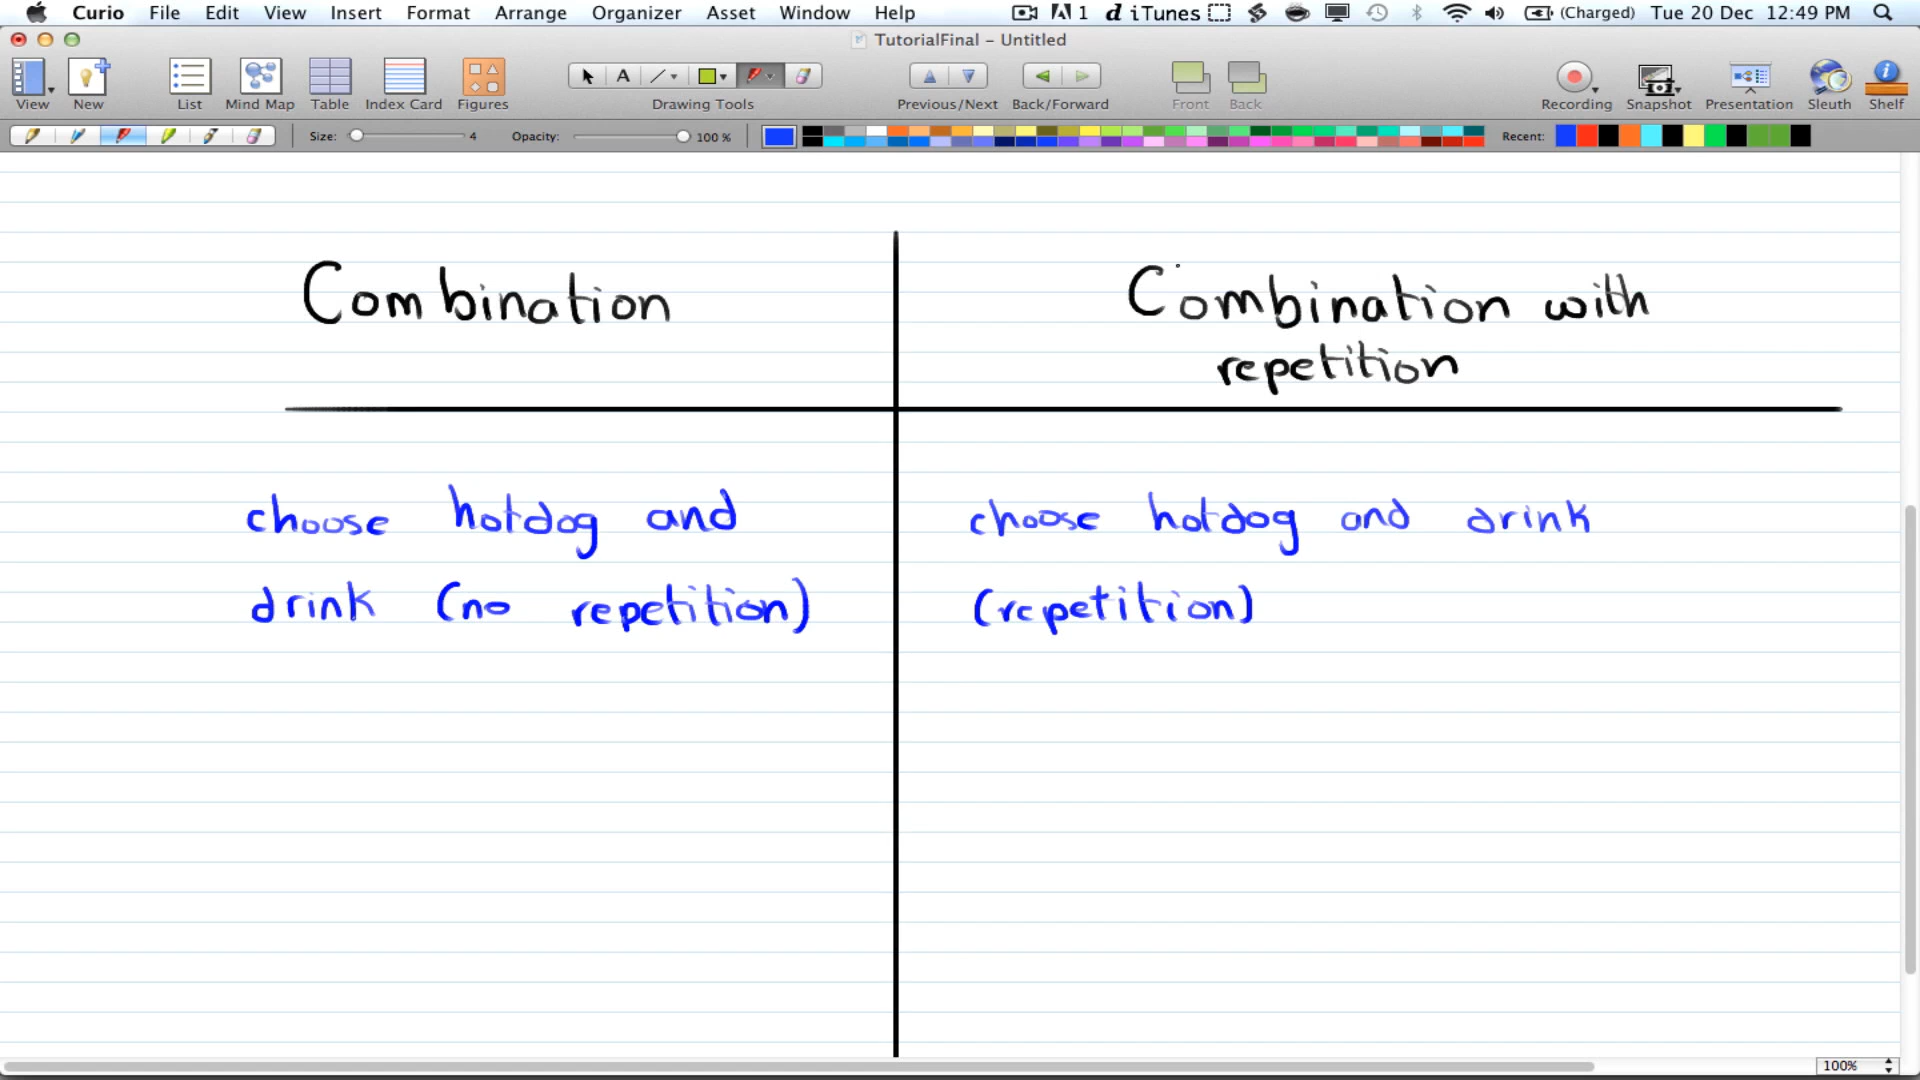 Curio File Edit View Insert Format Arrange Organizer Asset Window Help 1 d iTunes (Charged) Tue 20 Dec 12:49 PM
TutorialFinal – Untitled
View New List Mind Map Table Index Card Figures Drawing Tools Previous/Next Back/Forward Front Back Recording Snapshot Presentation Sleuth Shelf
Size: 4 Opacity: 100 % Recent:
Combination
Combination with
repetition
choose hotdog and
drink (no repetition)
choose hotdog and drink
(repetition)
100%